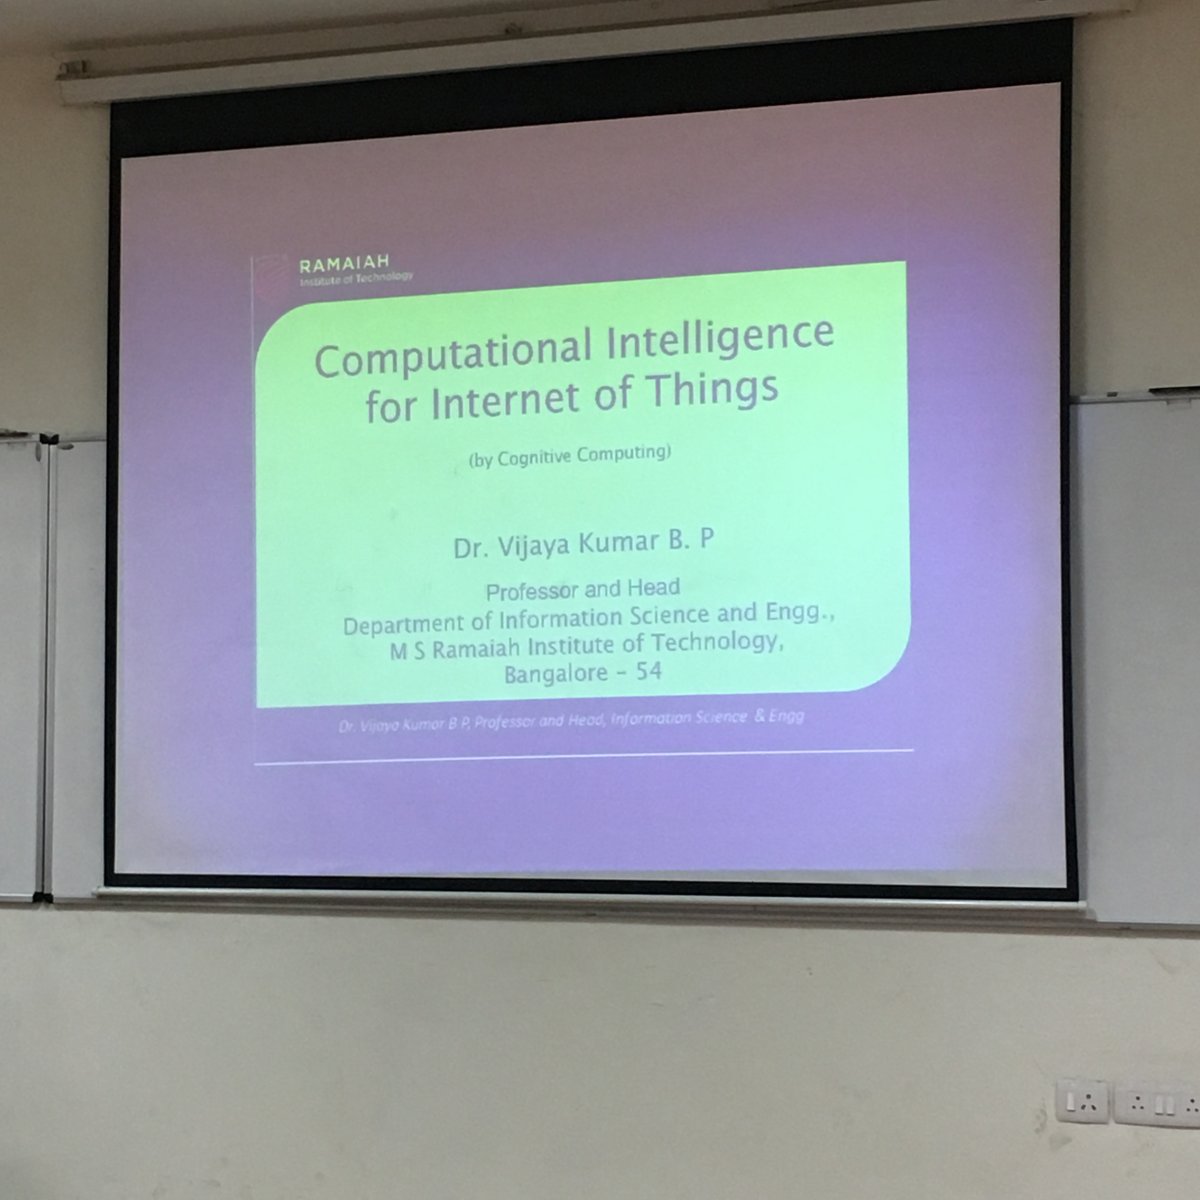 RAMAIAH
Institute of Technology
Computational Intelligence
for Internet of Things
(by Cognitive Computing)
Dr. Vijaya Kumar B. P
Professor and Head
Department of Information Science and Engg.,
M S Ramaiah Institute of Technology,
Bangalore – 54
Dr. Vijaya Kumar B P, Professor and Head, Information Science & Engg